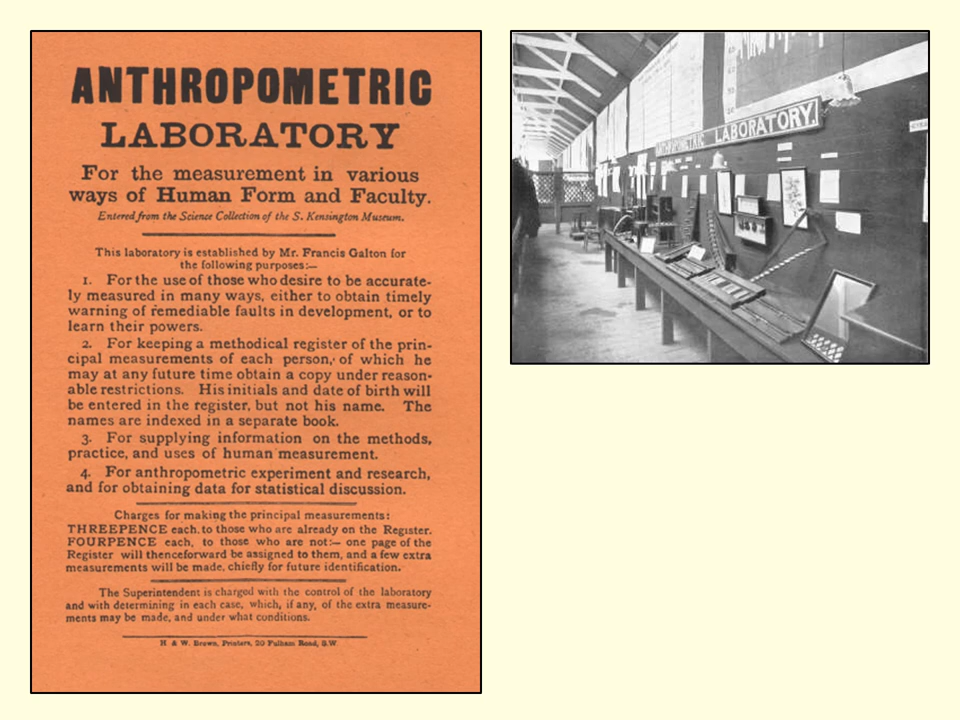 ANTHROPOMETRIC
LABORATORY
For the measurement in various
ways of Human Form and Faculty.
Entered from the Science Collection of the S. Kensington Museum.
This laboratory is established by Mr. Francis Galton for
the following purposes:—
1. For the use of those who desire to be accurate-
ly measured in many ways, either to obtain timely
warning of remediable faults in development, or to
learn their powers.
2. For keeping a methodical register of the prin-
cipal measurements of each person, of which he
may at any future time obtain a copy under reason-
able restrictions. His initials and date of birth will
be entered in the register, but not his name. The
names are indexed in a separate book.
3. For supplying information on the methods,
practice, and uses of human measurement.
4. For anthropometric experiment and research,
and for obtaining data for statistical discussion.
Charges for making the principal measurements:
THREEPENCE each, to those who are already on the Register.
FOURPENCE each, to those who are not:— one page of the
Register will thenceforward be assigned to them, and a few extra
measurements will be made, chiefly for future identification.
The Superintendent is charged with the control of the laboratory
and with determining in each case, which, if any, of the extra measure-
ments may be made, and under what conditions.
H & W. Brown, Printers, 20 Fulham Road, S.W.
ANTHROPOMETRIC LABORATORY.